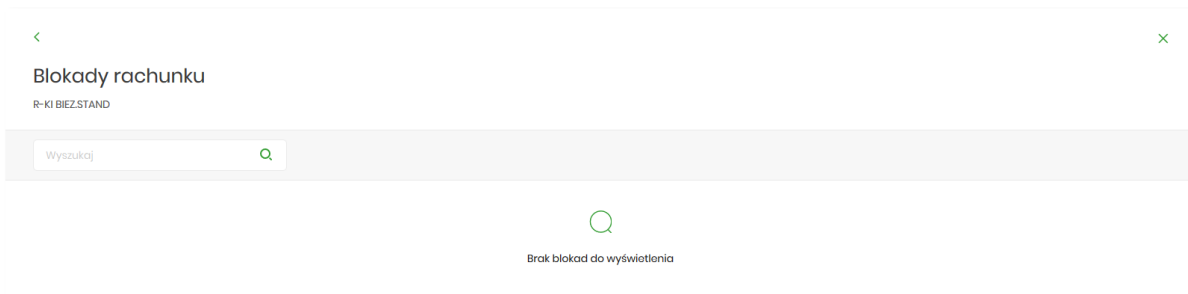 Blokady rachunku
R-KI BIEZ.STAND
Wyszukaj
Brak blokad do wyświetlenia